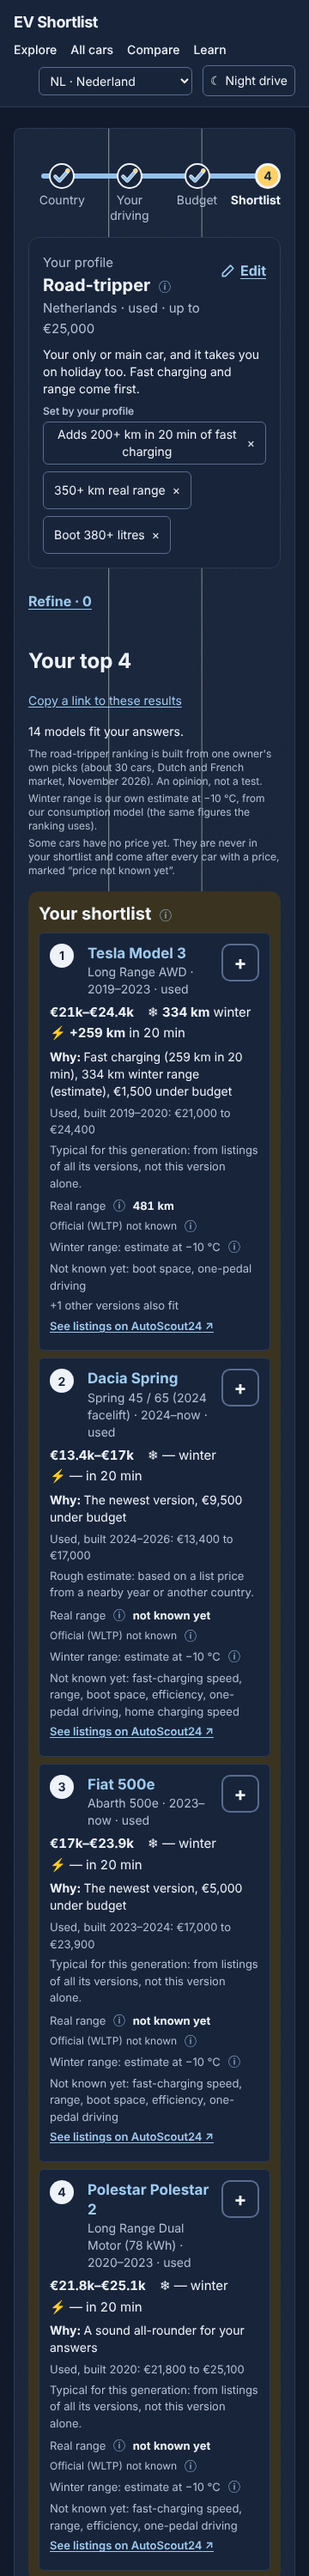 EV Shortlist
Explore All cars Compare Learn
NL · Nederland
☾ Night drive
4
Country Your Budget Shortlist
driving
Your profile
Edit
Road-tripper ⓘ
Netherlands · used · up to
€25,000
Your only or main car, and it takes you
on holiday too. Fast charging and
range come first.
Set by your profile
Adds 200+ km in 20 min of fast
charging ×
350+ km real range ×
Boot 380+ litres ×
Refine · 0
Your top 4
Copy a link to these results
14 models fit your answers.
The road-tripper ranking is built from one owner's
own picks (about 30 cars, Dutch and French
market, November 2026). An opinion, not a test.
Winter range is our own estimate at −10 °C, from
our consumption model (the same figures the
ranking uses).
Some cars have no price yet. They are never in
your shortlist and come after every car with a price,
marked “price not known yet”.
Your shortlist ⓘ
1 Tesla Model 3 +
Long Range AWD ·
2019–2023 · used
€21k–€24.4k ❄ 334 km winter
⚡ +259 km in 20 min
Why: Fast charging (259 km in 20
min), 334 km winter range
(estimate), €1,500 under budget
Used, built 2019–2020: €21,000 to
€24,400
Typical for this generation: from listings
of all its versions, not this version
alone.
Real range ⓘ 481 km
Official (WLTP) not known ⓘ
Winter range: estimate at −10 °C ⓘ
Not known yet: boot space, one-pedal
driving
+1 other versions also fit
See listings on AutoScout24 ↗
2 Dacia Spring +
Spring 45 / 65 (2024
facelift) · 2024–now ·
used
€13.4k–€17k ❄ — winter
⚡ — in 20 min
Why: The newest version, €9,500
under budget
Used, built 2024–2026: €13,400 to
€17,000
Rough estimate: based on a list price
from a nearby year or another country.
Real range ⓘ not known yet
Official (WLTP) not known ⓘ
Winter range: estimate at −10 °C ⓘ
Not known yet: fast-charging speed,
range, boot space, efficiency, one-
pedal driving, home charging speed
See listings on AutoScout24 ↗
3 Fiat 500e +
Abarth 500e · 2023–
now · used
€17k–€23.9k ❄ — winter
⚡ — in 20 min
Why: The newest version, €5,000
under budget
Used, built 2023–2024: €17,000 to
€23,900
Typical for this generation: from listings
of all its versions, not this version
alone.
Real range ⓘ not known yet
Official (WLTP) not known ⓘ
Winter range: estimate at −10 °C ⓘ
Not known yet: fast-charging speed,
range, boot space, efficiency, one-
pedal driving
See listings on AutoScout24 ↗
4 Polestar Polestar +
2
Long Range Dual
Motor (78 kWh) ·
2020–2023 · used
€21.8k–€25.1k ❄ — winter
⚡ — in 20 min
Why: A sound all-rounder for your
answers
Used, built 2020: €21,800 to €25,100
Typical for this generation: from listings
of all its versions, not this version
alone.
Real range ⓘ not known yet
Official (WLTP) not known ⓘ
Winter range: estimate at −10 °C ⓘ
Not known yet: fast-charging speed,
range, efficiency, one-pedal driving
See listings on AutoScout24 ↗